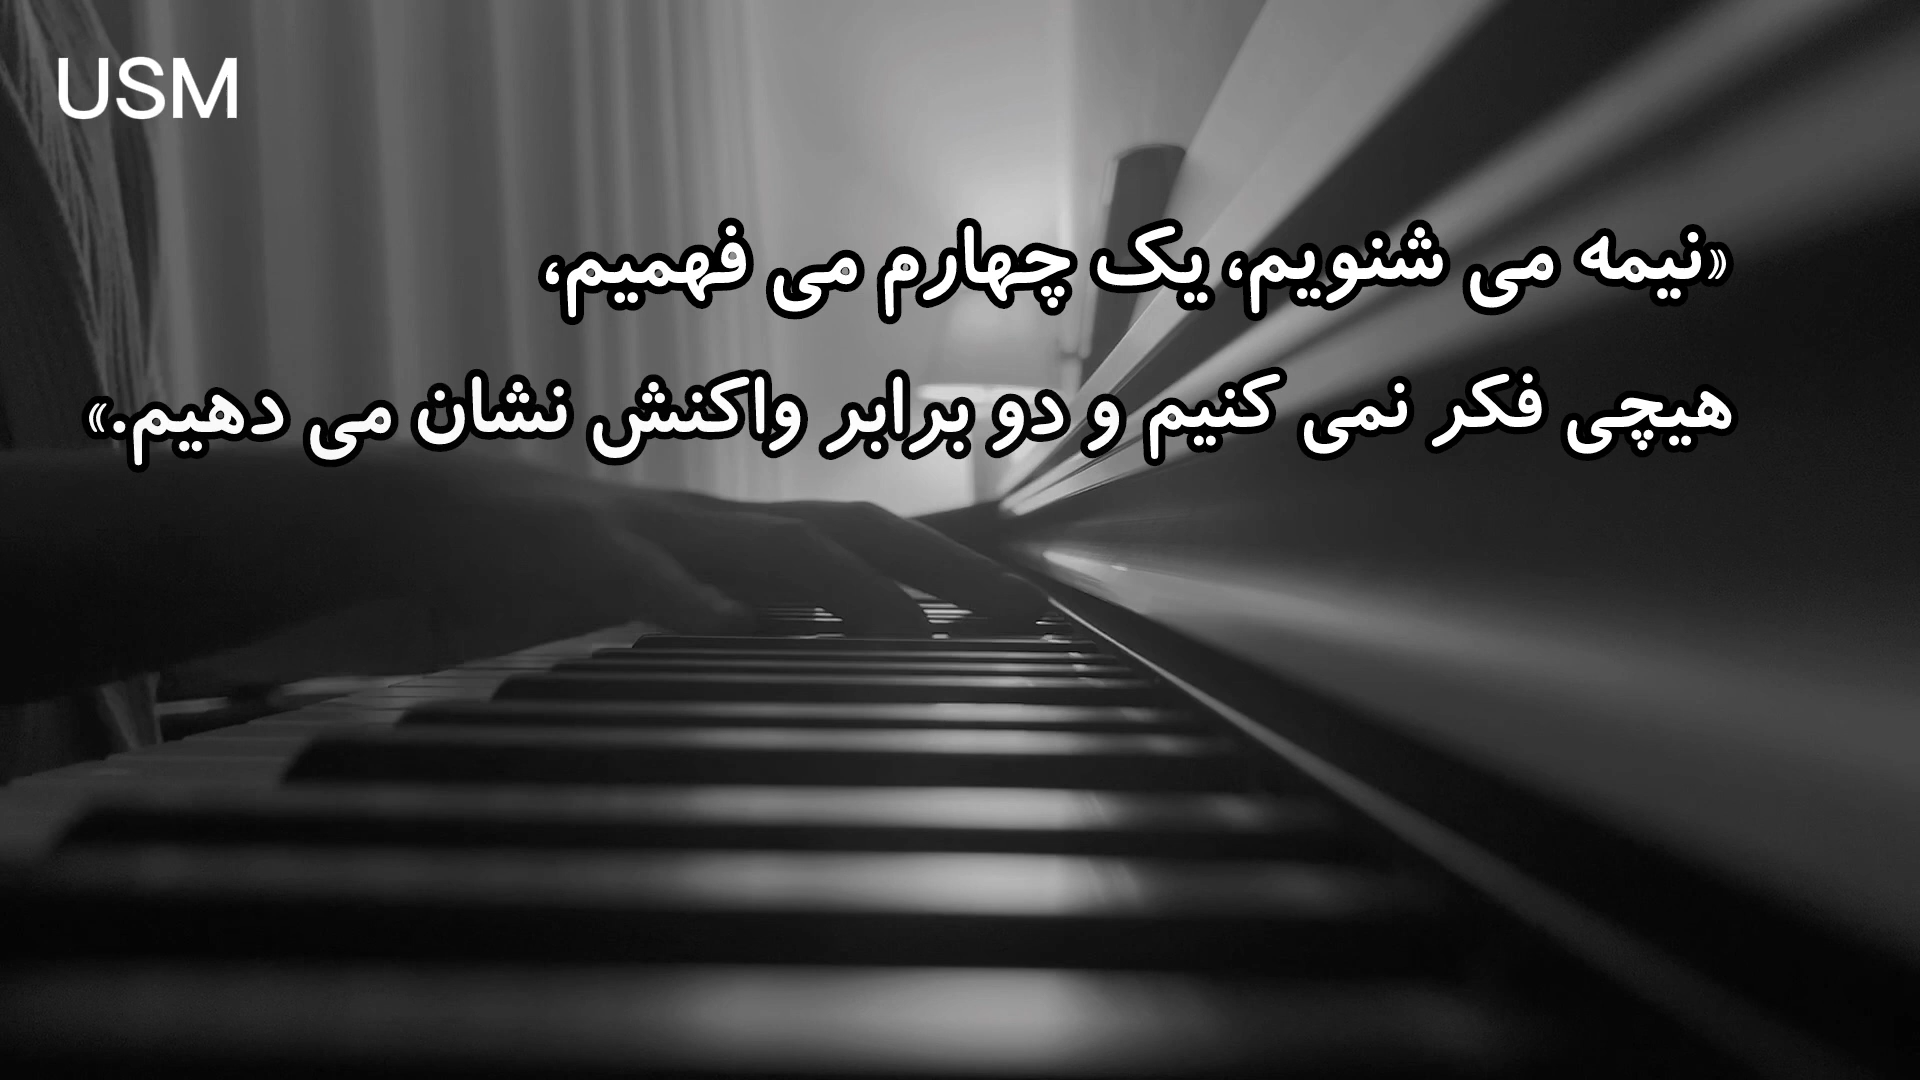 USM
«نیمه می شنویم، یک چهارم می فهمیم،
هیچی فکر نمی کنیم و دو برابر واکنش نشان می دهیم.»